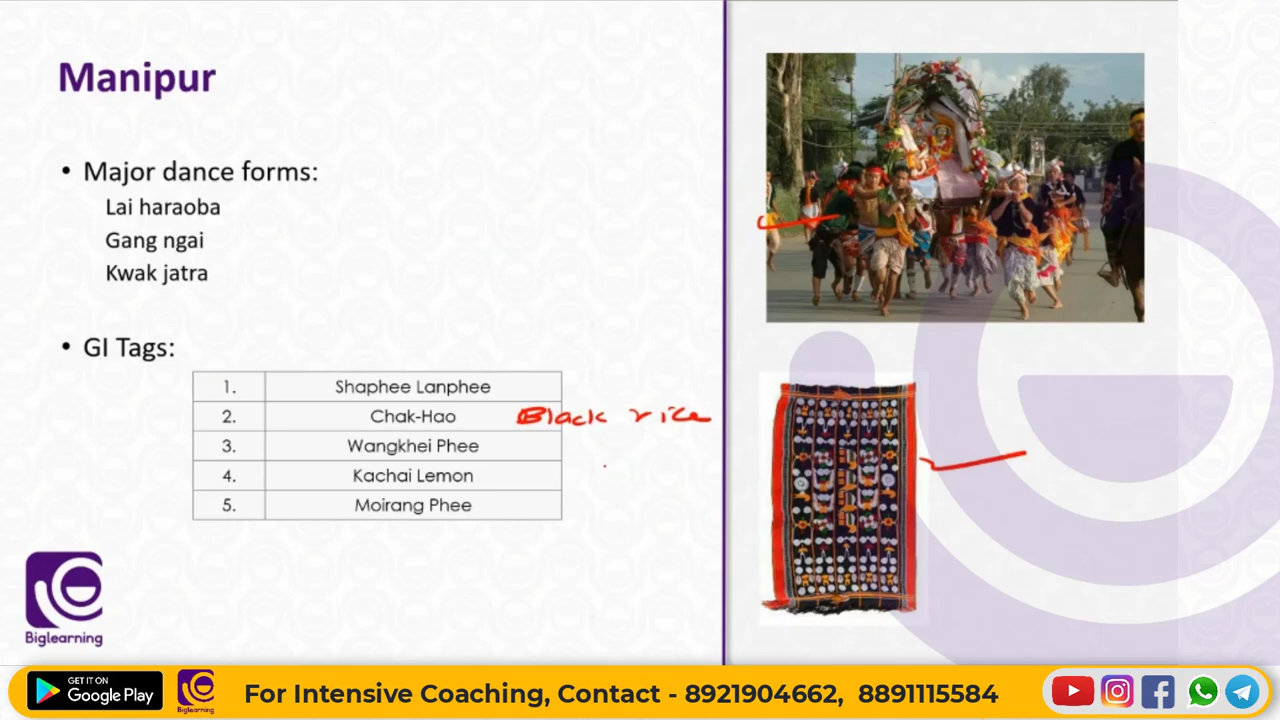 Manipur
• Major dance forms:
Lai haraoba
Gang ngai
Kwak jatra
• GI Tags:
1. Shaphee Lanphee
2. Chak-Hao Black rice
3. Wangkhei Phee
4. Kachai Lemon
5. Moirang Phee
Biglearning
GET IT ON
Google Play
Biglearning
For Intensive Coaching, Contact - 8921904662, 8891115584